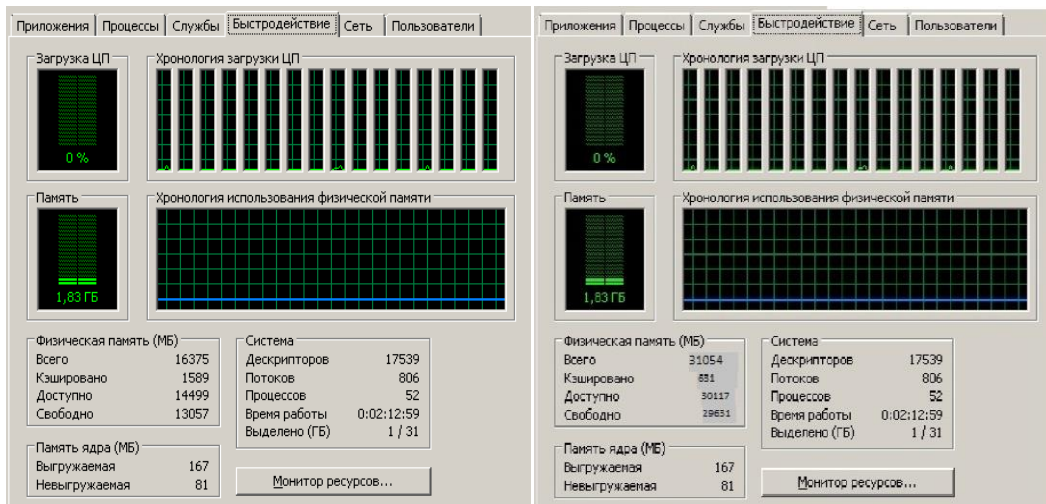 Приложения Процессы Службы Быстродействие Сеть Пользователи
Загрузка ЦП Хронология загрузки ЦП
0 %
Память Хронология использования физической памяти
1,83 ГБ
Физическая память (МБ) Система
Всего 16375 Дескрипторов 17539
Кэшировано 1589 Потоков 806
Доступно 14499 Процессов 52
Свободно 13057 Время работы 0:02:12:59
Выделено (ГБ) 1 / 31
Память ядра (МБ)
Выгружаемая 167
Невыгружаемая 81 Монитор ресурсов...
Приложения Процессы Службы Быстродействие Сеть Пользователи
Загрузка ЦП Хронология загрузки ЦП
0 %
Память Хронология использования физической памяти
1,83 ГБ
Физическая память (МБ) Система
Всего 31054 Дескрипторов 17539
Кэшировано 631 Потоков 806
Доступно 30117 Процессов 52
Свободно 29631 Время работы 0:02:12:59
Выделено (ГБ) 1 / 31
Память ядра (МБ)
Выгружаемая 167
Невыгружаемая 81 Монитор ресурсов...